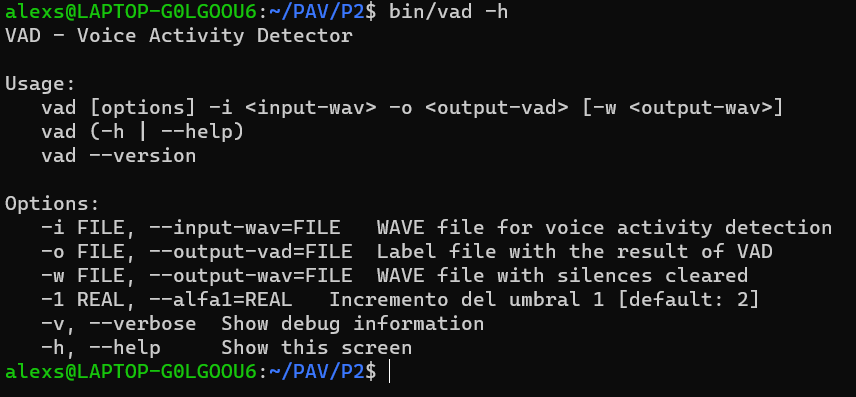 alexs@LAPTOP-G0LGOOU6:~/PAV/P2$ bin/vad -h
VAD - Voice Activity Detector

Usage:
   vad [options] -i <input-wav> -o <output-vad> [-w <output-wav>]
   vad (-h | --help)
   vad --version

Options:
   -i FILE, --input-wav=FILE   WAVE file for voice activity detection
   -o FILE, --output-vad=FILE  Label file with the result of VAD
   -w FILE, --output-wav=FILE  WAVE file with silences cleared
   -1 REAL, --alfa1=REAL   Incremento del umbral 1 [default: 2]
   -v, --verbose  Show debug information
   -h, --help     Show this screen
alexs@LAPTOP-G0LGOOU6:~/PAV/P2$